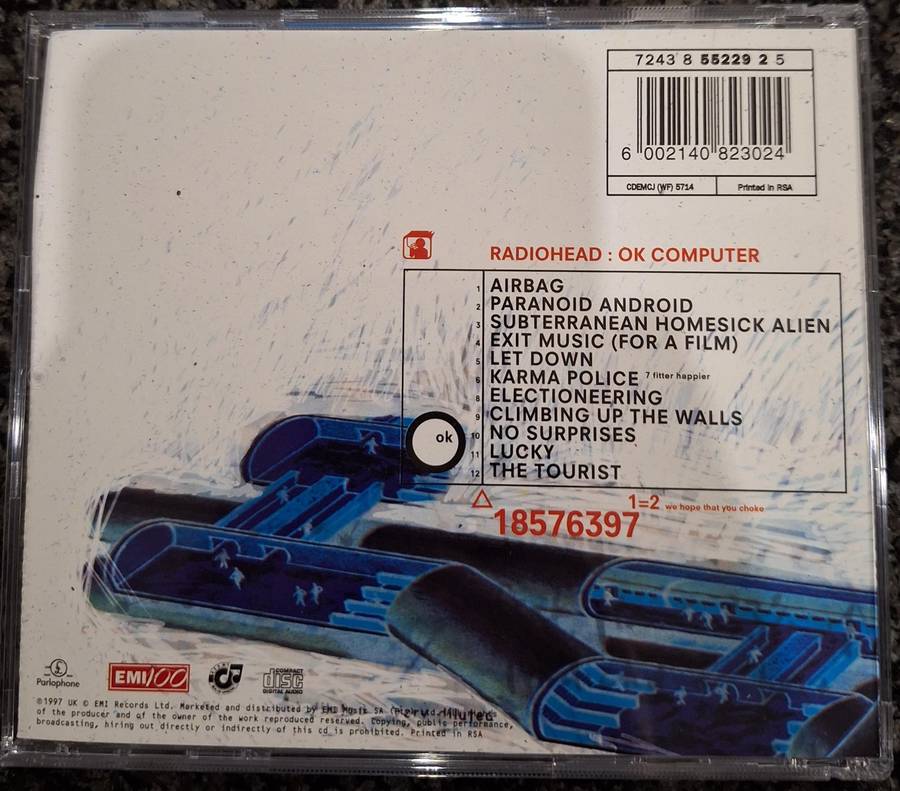 7243 8 55229 2 5
6 002140 823024
CDEMCJ (WF) 5714 Printed in RSA
RADIOHEAD : OK COMPUTER
1 AIRBAG
2 PARANOID ANDROID
3 SUBTERRANEAN HOMESICK ALIEN
4 EXIT MUSIC (FOR A FILM)
5 LET DOWN
6 KARMA POLICE 7 fitter happier
8 ELECTIONEERING
9 CLIMBING UP THE WALLS
ok
10 NO SURPRISES
11 LUCKY
12 THE TOURIST
1=2 we hope that you choke
18576397
Parlophone
EMI100
COMPACT
disc
DIGITAL AUDIO
©1997 UK © EMI Records Ltd. Marketed and distributed by EMI Music SA
of the producer and of the owner of the work reproduced reserved. Copying, public performance,
broadcasting, hiring out directly or indirectly of this cd is prohibited. Printed in RSA